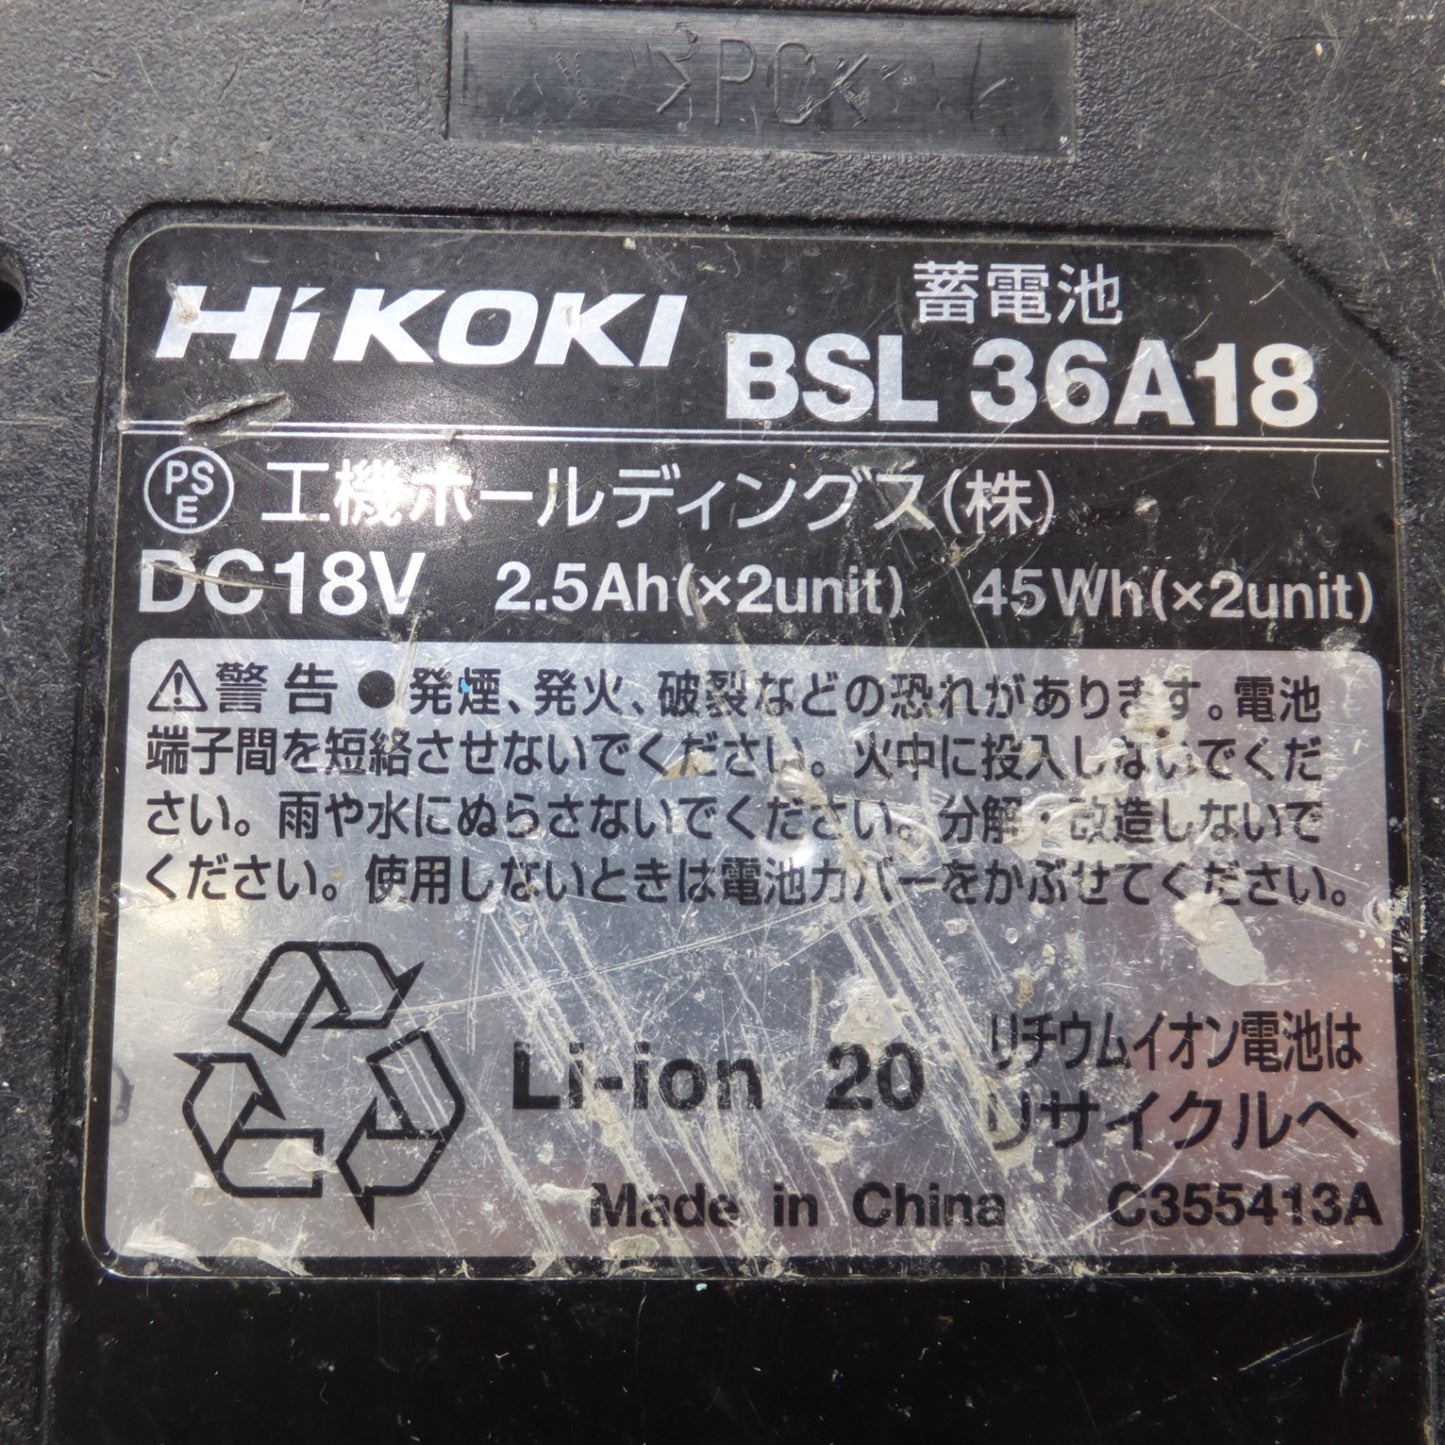 >PCK<
HiKOKI
蓄電池
BSL 36A18
PSE 工機ホールディングス(株)
DC18V 2.5Ah(×2unit) 45Wh(×2unit)
⚠警告 ●発煙、発火、破裂などの恐れがあります。電池
端子間を短絡させないでください。火中に投入しないでくだ
さい。雨や水にぬらさないでください。分解・改造しないで
ください。使用しないときは電池カバーをかぶせてください。
Li-ion 20
リチウムイオン電池は
リサイクルへ
Made in China C355413A